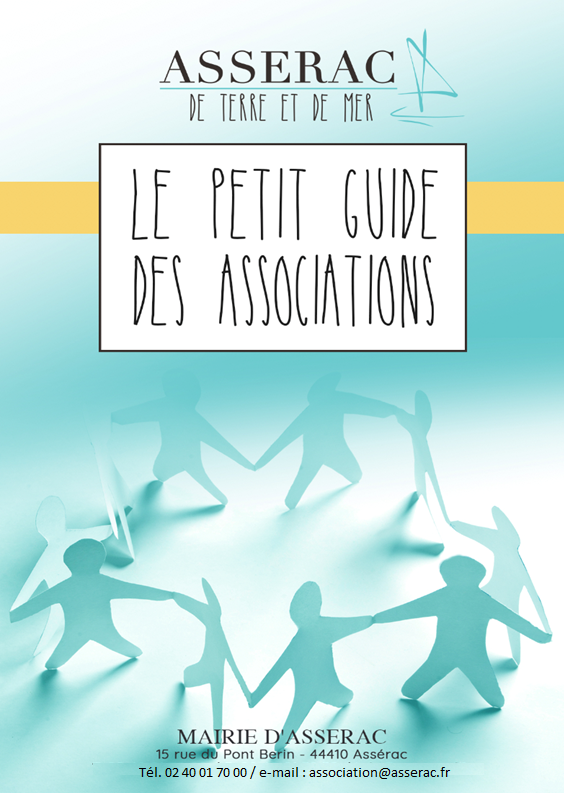 ASSERAC
DE TERRE ET DE MER
LE PETIT GUIDE
DES ASSOCIATIONS
MAIRIE D'ASSERAC
15 rue du Pont Berin - 44410 Assérac
Tél. 02 40 01 70 00 / e-mail : association@asserac.fr